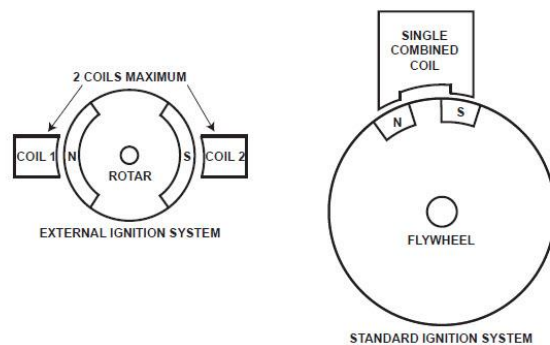 2 COILS MAXIMUM
COIL 1
N
S
COIL 2
ROTAR
EXTERNAL IGNITION SYSTEM
SINGLE
COMBINED
COIL
N
S
FLYWHEEL
STANDARD IGNITION SYSTEM